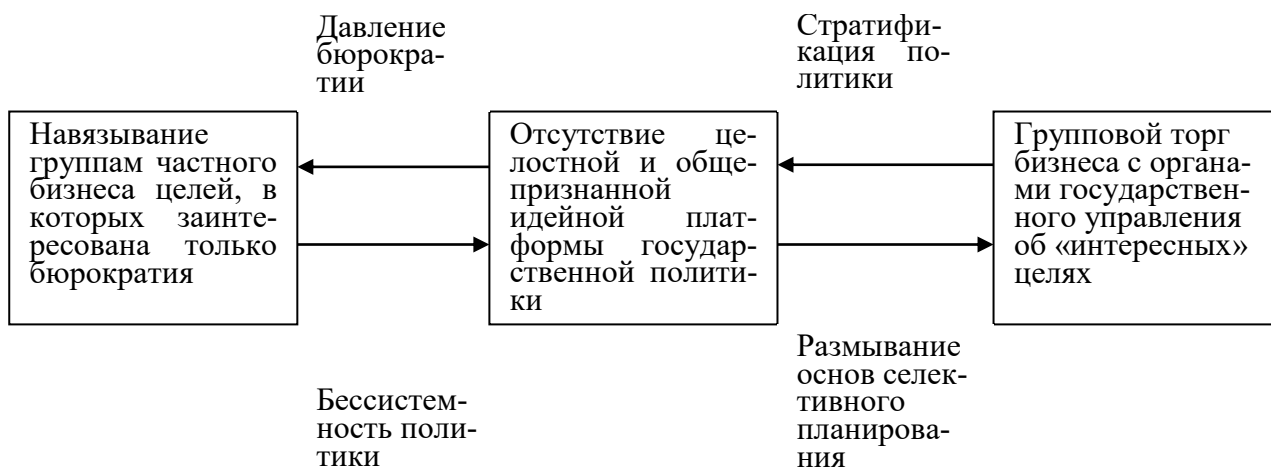 Давление
бюрокра-
тии
Стратифи-
кация по-
литики
Навязывание
группам частного
бизнеса целей, в
которых заинте-
ресована только
бюрократия
Отсутствие це-
лостной и обще-
признанной
идейной плат-
формы государ-
ственной полити-
ки
Групповой торг
бизнеса с органа-
ми государствен-
ного управления
об «интересных»
целях
Бессистем-
ность поли-
тики
Размывание
основ селек-
тивного
планирова-
ния